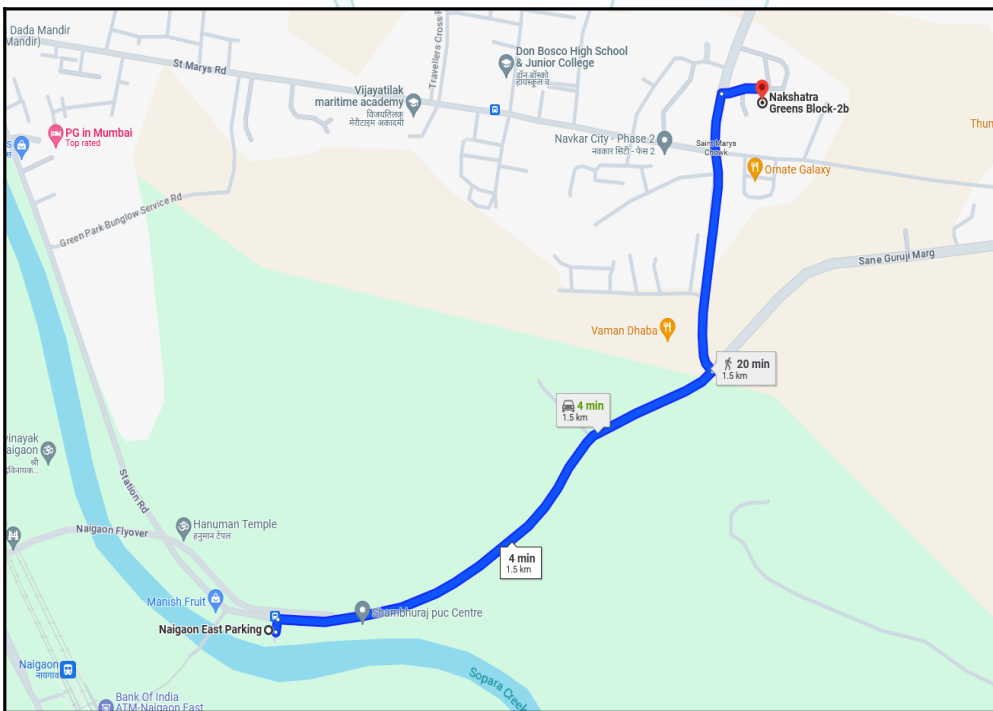 Dada Mandir
Mandir)
St Marys Rd
Travellers Cross R
Don Bosco High School
& Junior College
डॉन बॉस्को
हायस्कूल व..
Vijayatilak
maritime academy
विजयतिलक
मेरीटाइम अकादमी
Nakshatra
Greens Block-2b
PG in Mumbai
Top rated
Navkar City - Phase 2
नवकार सिटी - फेस 2
Saint Marys
Chowk
Thun
Ornate Galaxy
Green Park Bunglow Service Rd
Sane Guruji Marg
Vaman Dhaba
20 min
1.5 km
4 min
1.5 km
vinayak
aigaon
श्री
Station Rd
Naigaon Flyover
Hanuman Temple
हनुमान टेंपल
4 min
1.5 km
Manish Fruit
Shambhuraj puc Centre
Naigaon East Parking
Naigaon
नायगाव
Sopara Creek
Bank Of India
ATM-Naigaon East